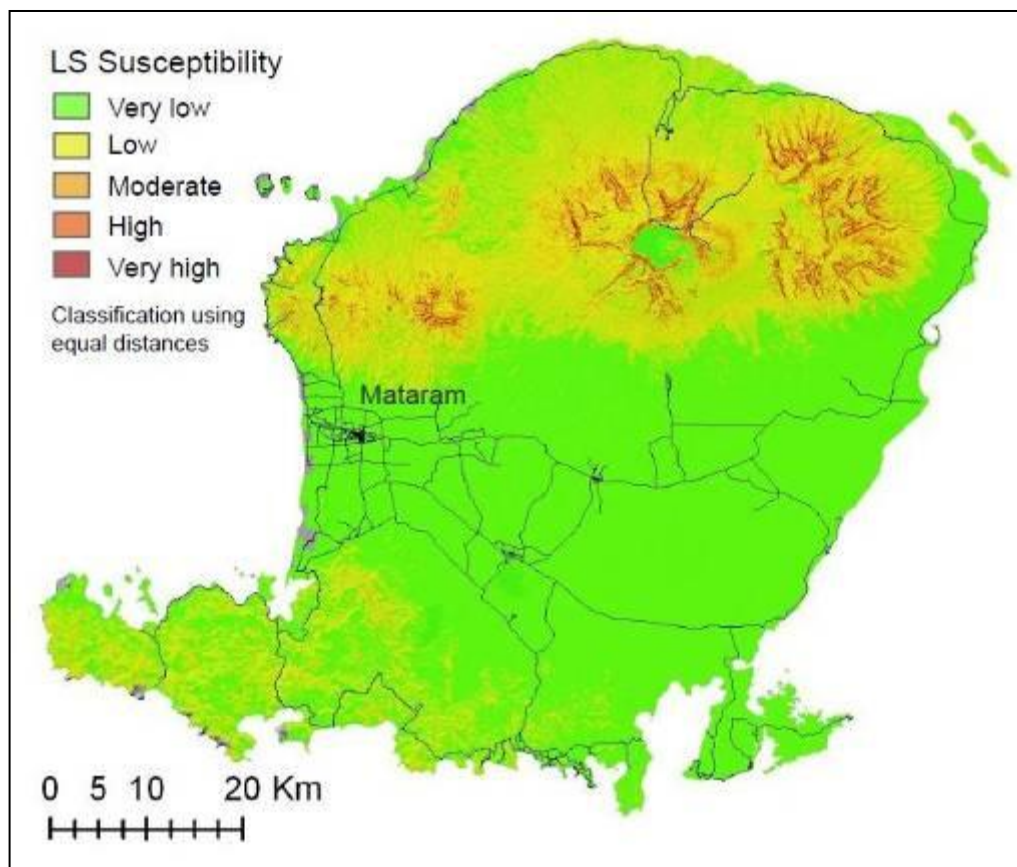 LS Susceptibility
Very low
Low
Moderate
High
Very high
Classification using
equal distances
Mataram
0 5 10 20 Km